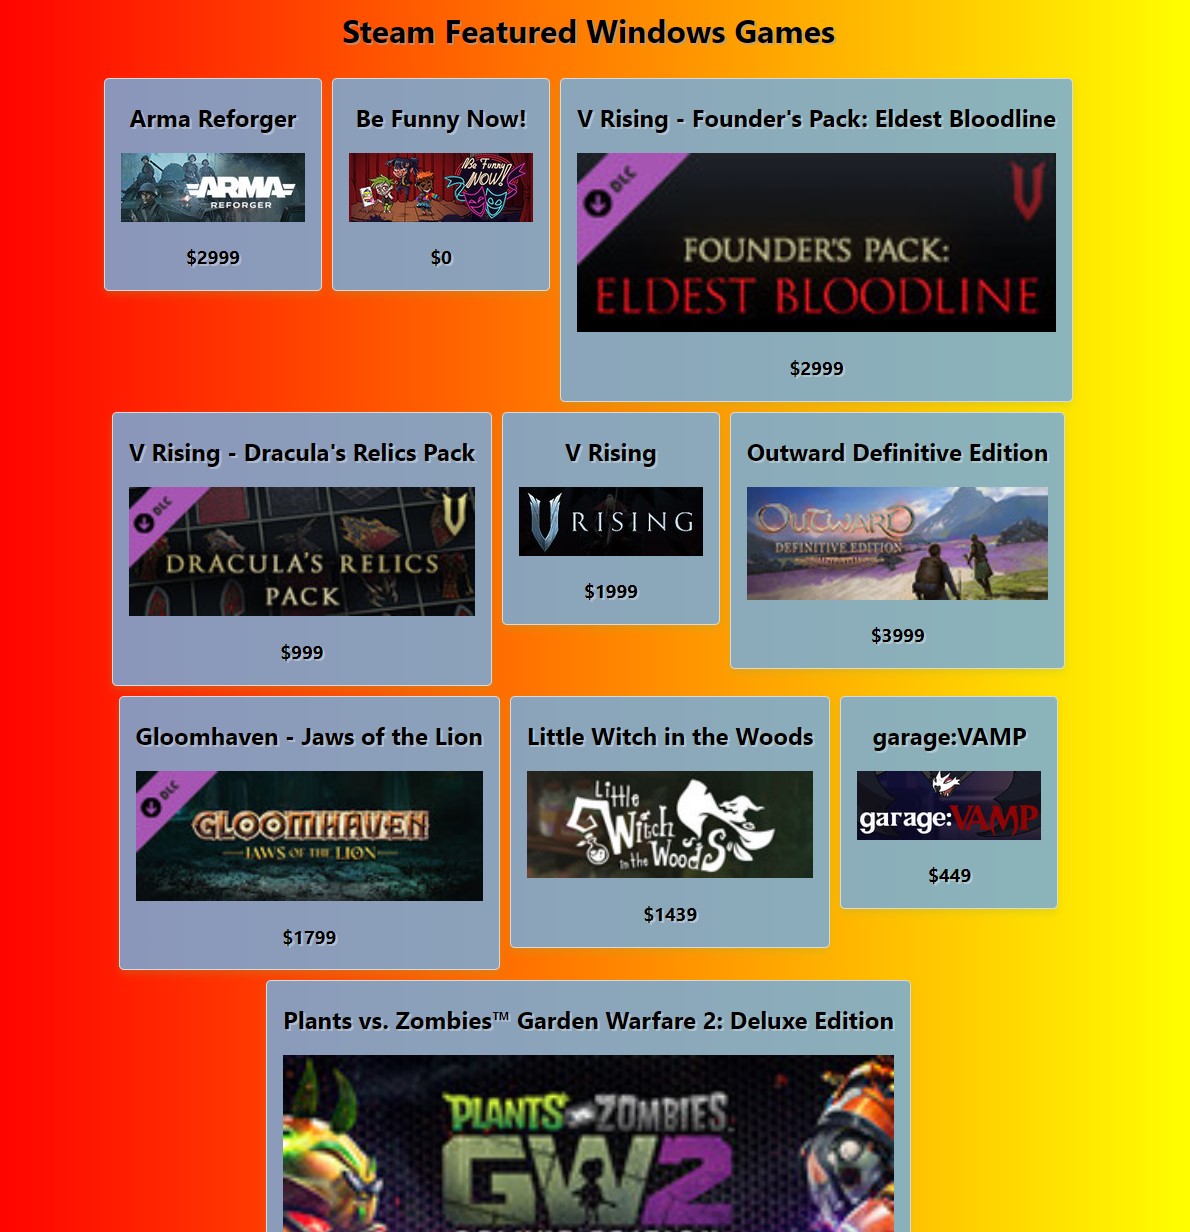 Steam Featured Windows Games
Arma Reforger
ARMA
REFORGER
$2999
Be Funny Now!
Be Funny
NOW!
$0
V Rising - Founder's Pack: Eldest Bloodline
DLC
FOUNDER'S PACK:
ELDEST BLOODLINE
$2999
V Rising - Dracula's Relics Pack
DLC
DRACULA'S RELICS
PACK
$999
V Rising
V RISING
$1999
Outward Definitive Edition
OUTWARD
DEFINITIVE EDITION
$3999
Gloomhaven - Jaws of the Lion
DLC
GLOOMHAVEN
JAWS OF THE LION
$1799
Little Witch in the Woods
Little
Witch
in the Woods
$1439
garage:VAMP
garage:VAMP
$449
Plants vs. Zombies™ Garden Warfare 2: Deluxe Edition
PLANTS vs. ZOMBIES
GW2